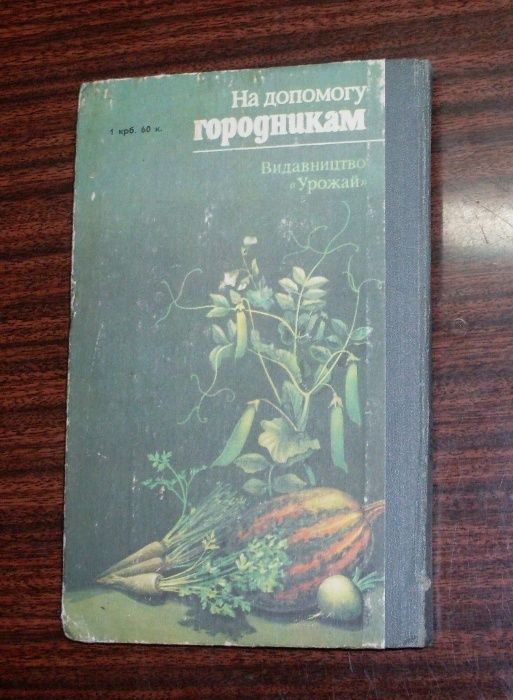 На допомогу
городникам
1 крб. 60 к.
Видавництво
«Урожай»